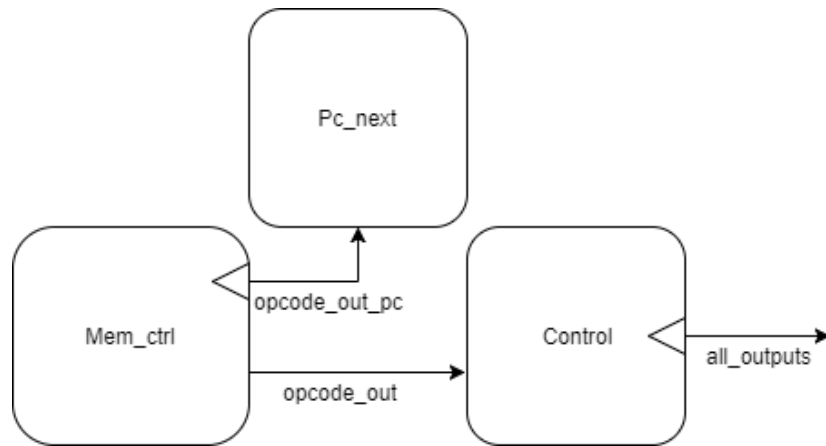 Pc_next
opcode_out_pc
Mem_ctrl
Control
all_outputs
opcode_out